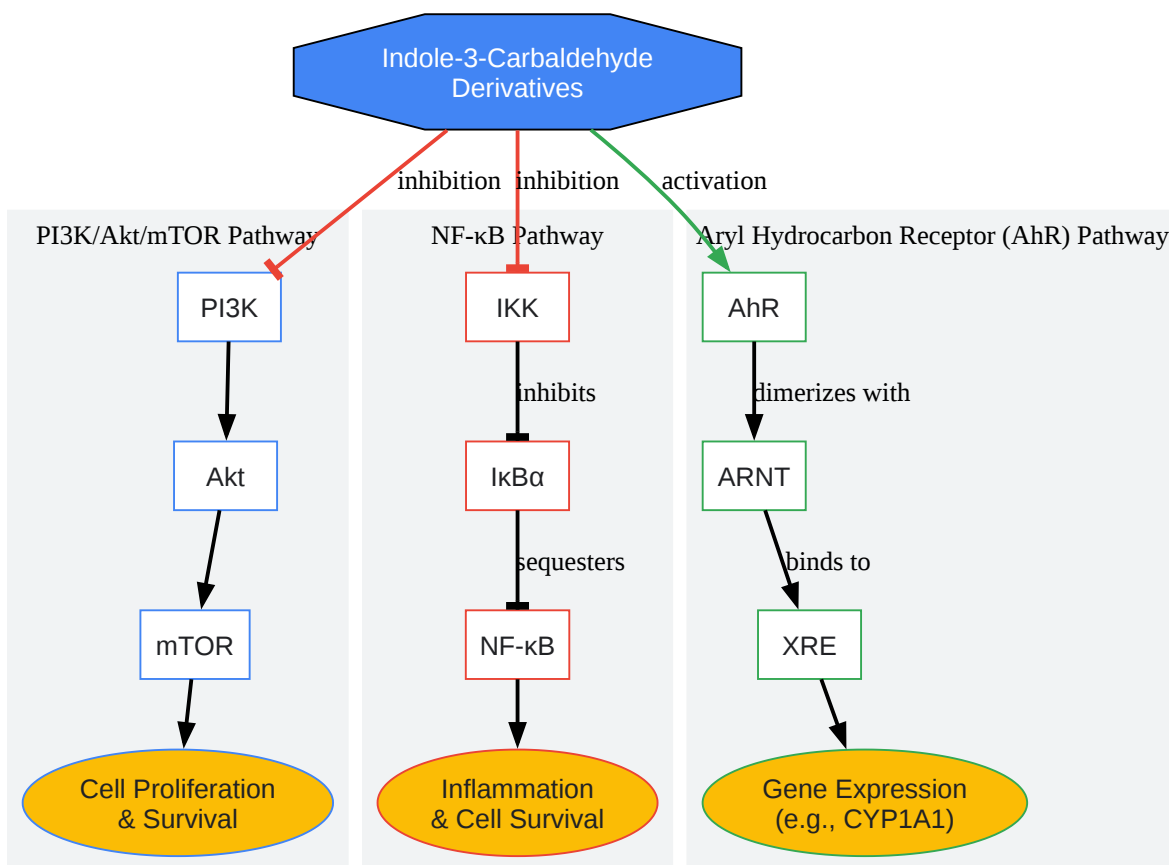 Indole-3-Carbaldehyde
Derivatives
inhibition
inhibition
activation
PI3K/Akt/mTOR Pathway
NF-κB Pathway
Aryl Hydrocarbon Receptor (AhR) Pathway
PI3K
IKK
AhR
inhibits
dimerizes with
Akt
IκBα
ARNT
sequesters
binds to
mTOR
NF-κB
XRE
Cell Proliferation
& Survival
Inflammation
& Cell Survival
Gene Expression
(e.g., CYP1A1)